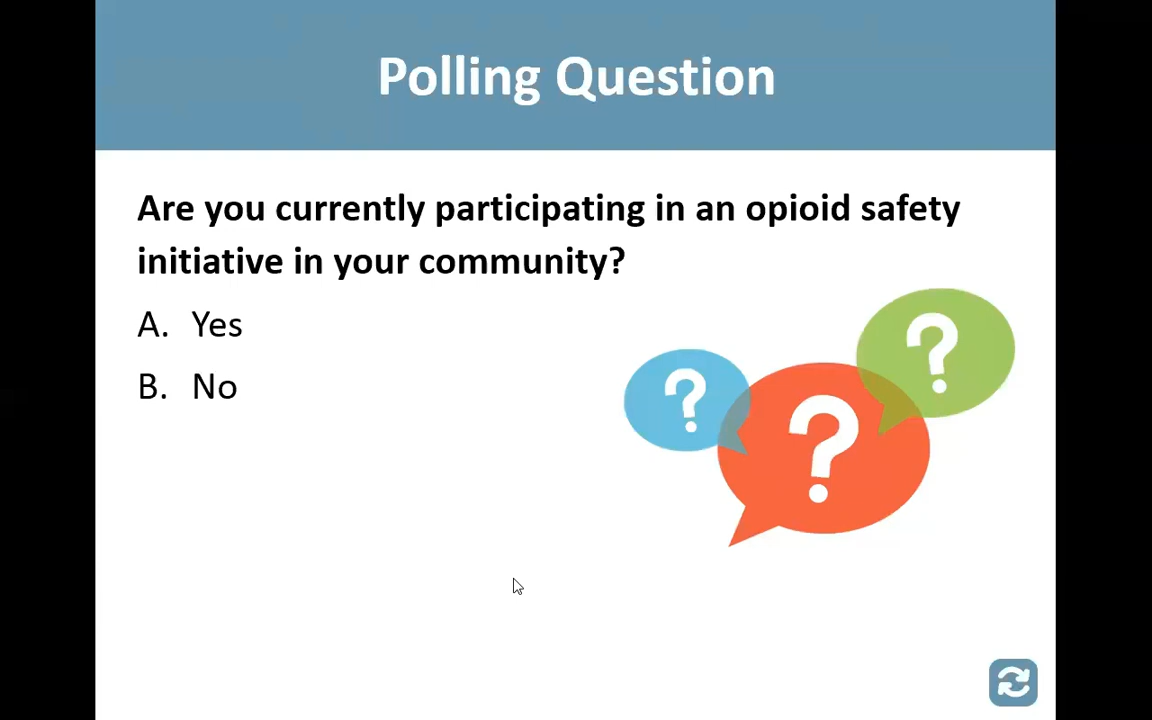 Polling Question
Are you currently participating in an opioid safety
initiative in your community?
A. Yes
B. No
? ? ?